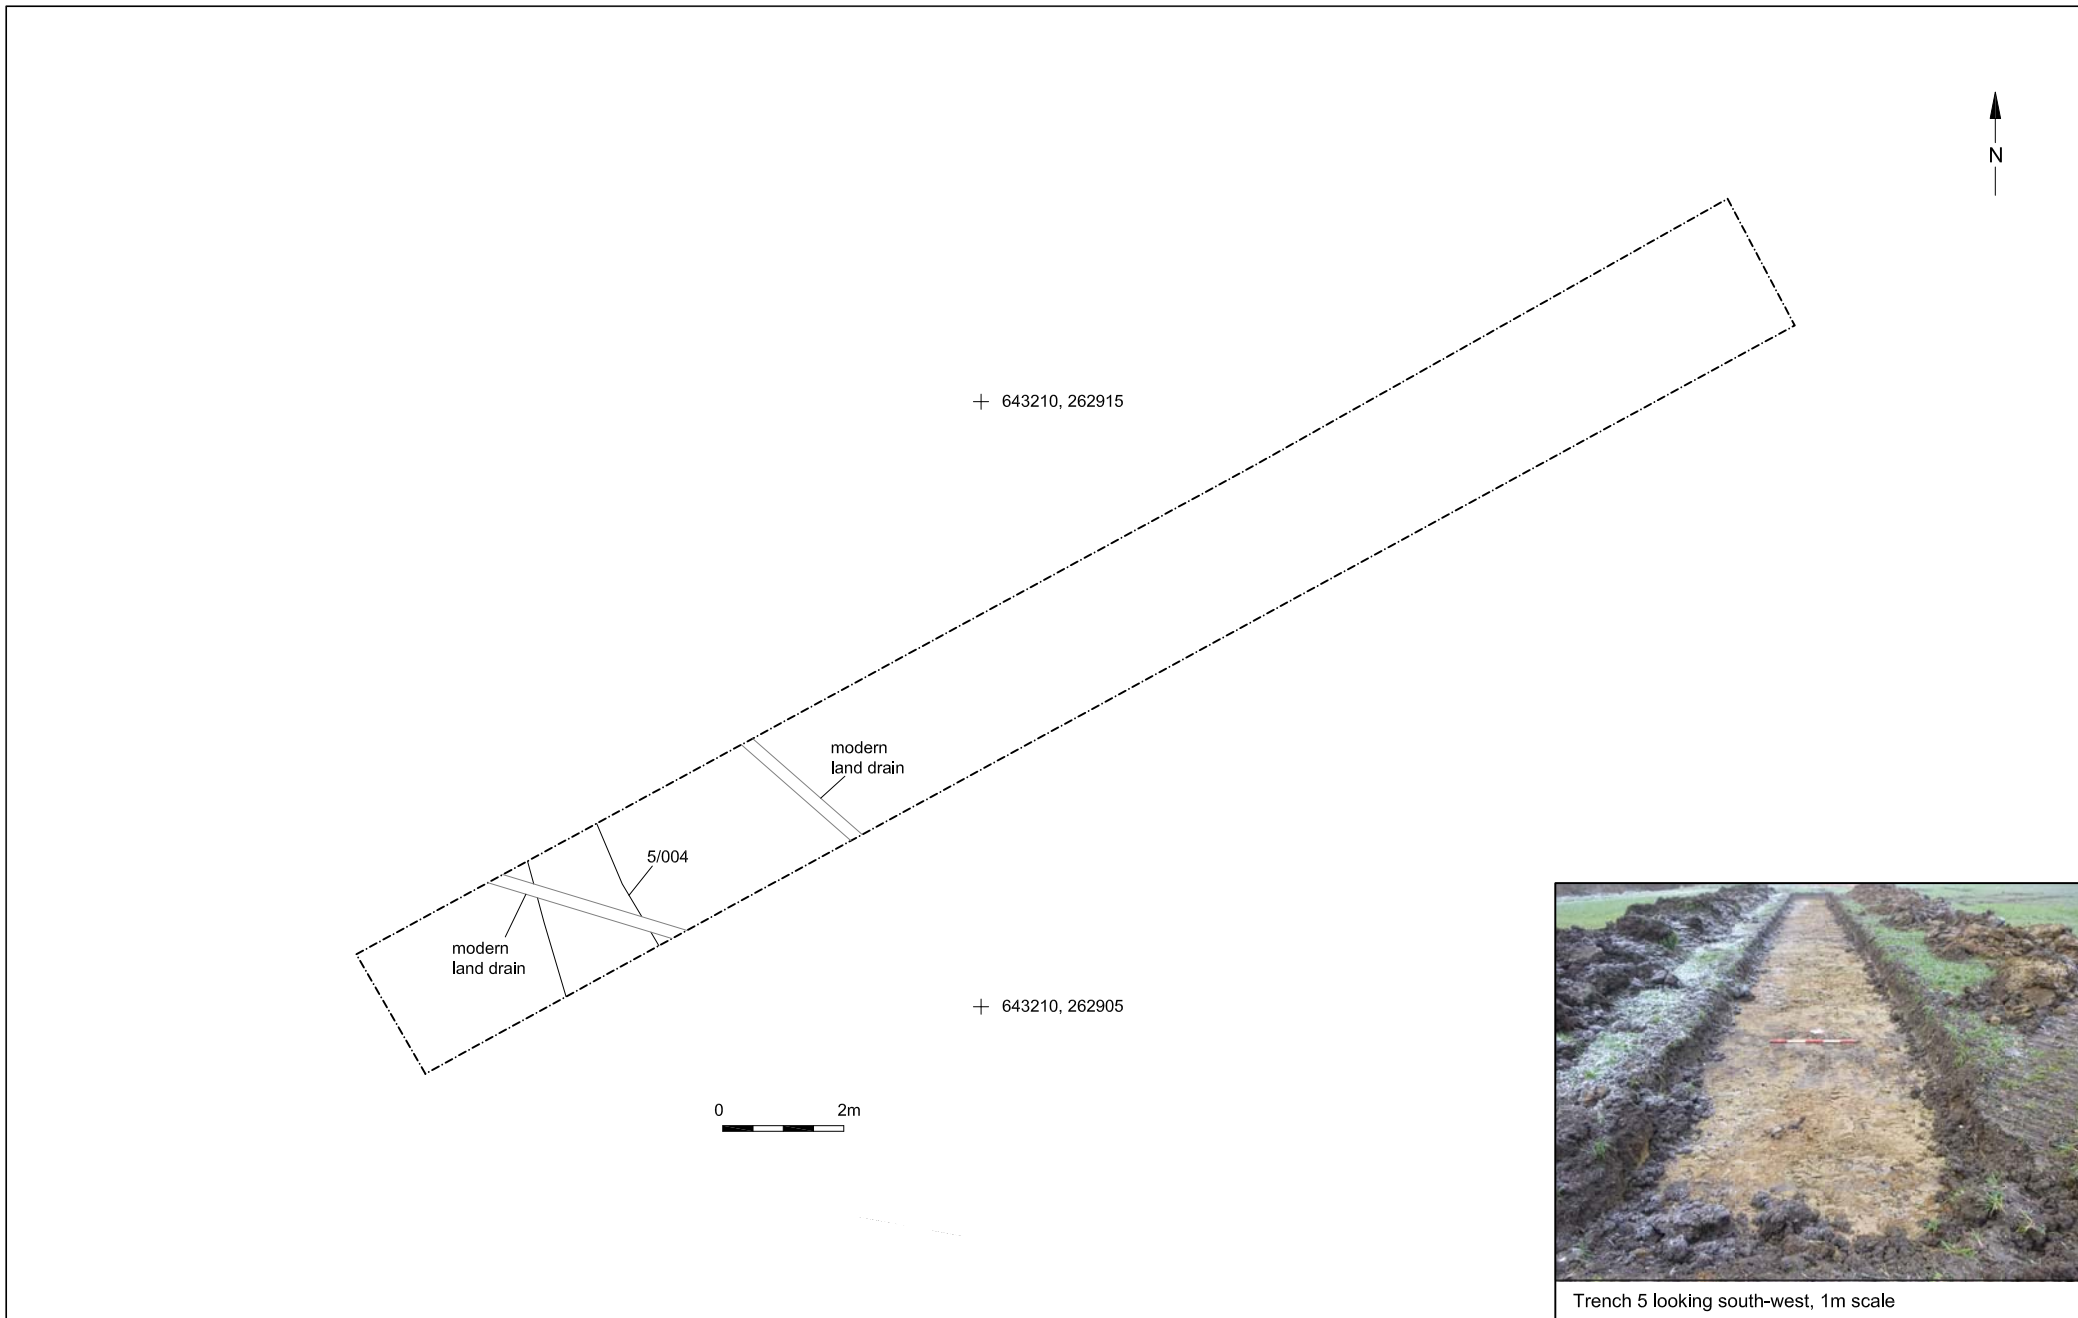 N
643210, 262915
modern
land drain
5/004
modern
land drain
643210, 262905
0 2m
Trench 5 looking south-west, 1m scale